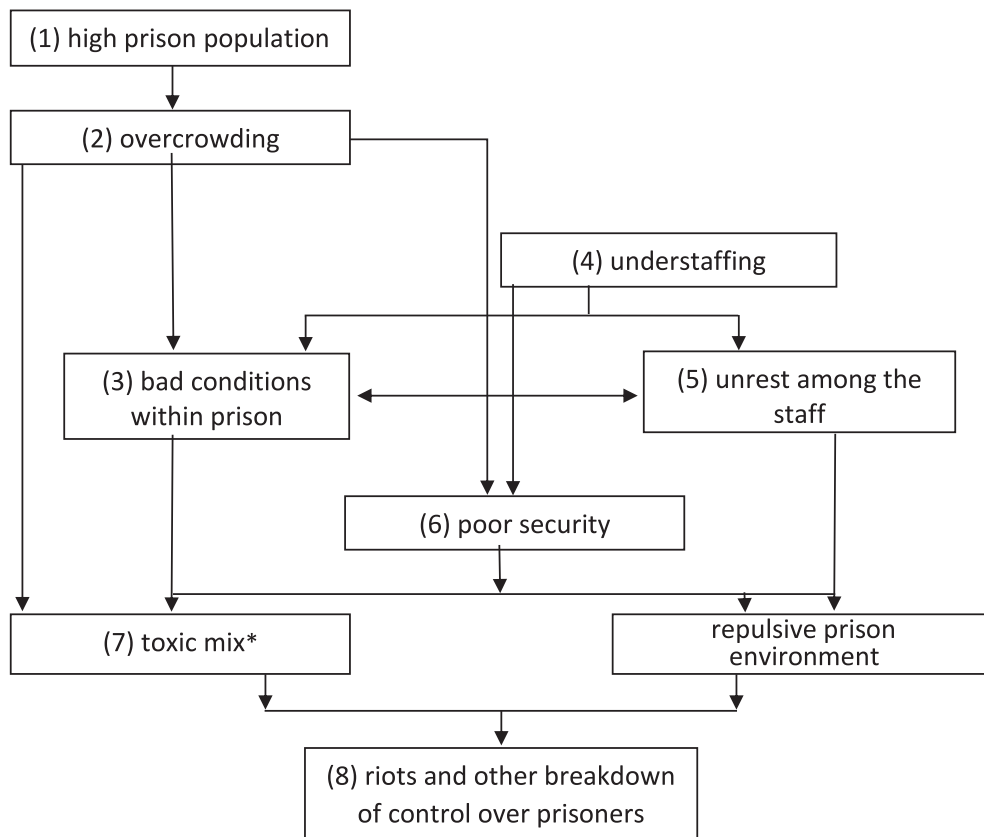 (1) high prison population
(2) overcrowding
(4) understaffing
(3) bad conditions
within prison
(5) unrest among the
staff
(6) poor security
(7) toxic mix*
repulsive prison
environment
(8) riots and other breakdown
of control over prisoners